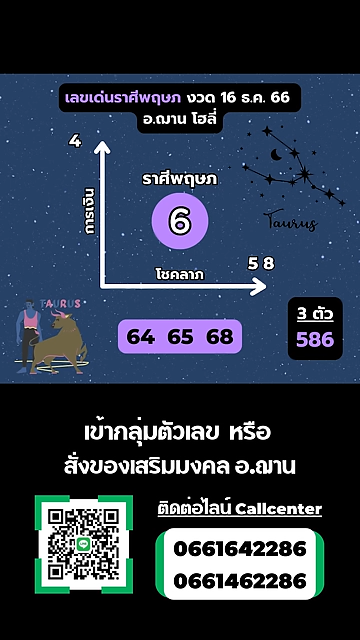 เลขเด่นราศีพฤษภ งวด 16 ธ.ค. 66
อ.ฌาน โฮลี่
4
ราศีพฤษภ
การเงิน
6
Taurus
โชคลาภ
5 8
TAURUS
64 65 68
3 ตัว
586
เข้ากลุ่มตัวเลข หรือ
สั่งของเสริมมงคล อ.ฌาน
ติดต่อไลน์ Callcenter
0661642286
0661462286